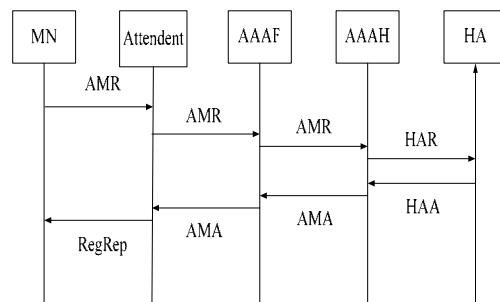 MN Attendent AAAF AAAH HA
AMR
AMR
AMR
HAR
HAA
AMA
AMA
RegRep